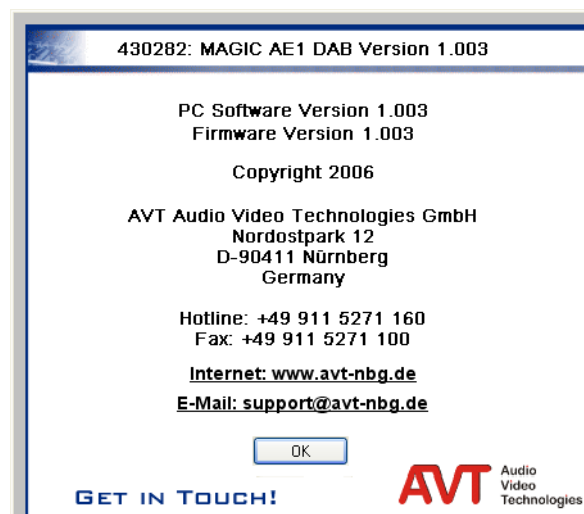 430282: MAGIC AE1 DAB Version 1.003
PC Software Version 1.003
Firmware Version 1.003
Copyright 2006
AVT Audio Video Technologies GmbH
Nordostpark 12
D-90411 Nürnberg
Germany
Hotline: +49 911 5271 160
Fax: +49 911 5271 100
Internet: www.avt-nbg.de
E-Mail: support@avt-nbg.de
OK
GET IN TOUCH!
AVT
Audio
Video
Technologies